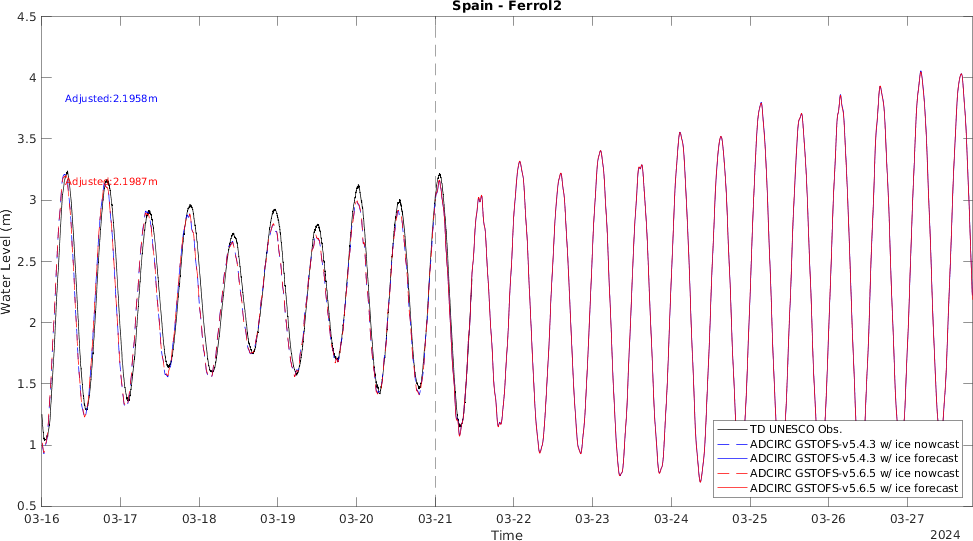 Spain - Ferrol2
4.5
4
3.5
3
2.5
2
1.5
1
0.5
Water Level (m)
Adjusted:2.1958m
Adjusted:2.1987m
TD UNESCO Obs.
ADCIRC GSTOFS-v5.4.3 w/ ice nowcast
ADCIRC GSTOFS-v5.4.3 w/ ice forecast
ADCIRC GSTOFS-v5.6.5 w/ ice nowcast
ADCIRC GSTOFS-v5.6.5 w/ ice forecast
03-16 03-17 03-18 03-19 03-20 03-21 03-22 03-23 03-24 03-25 03-26 03-27
Time
2024